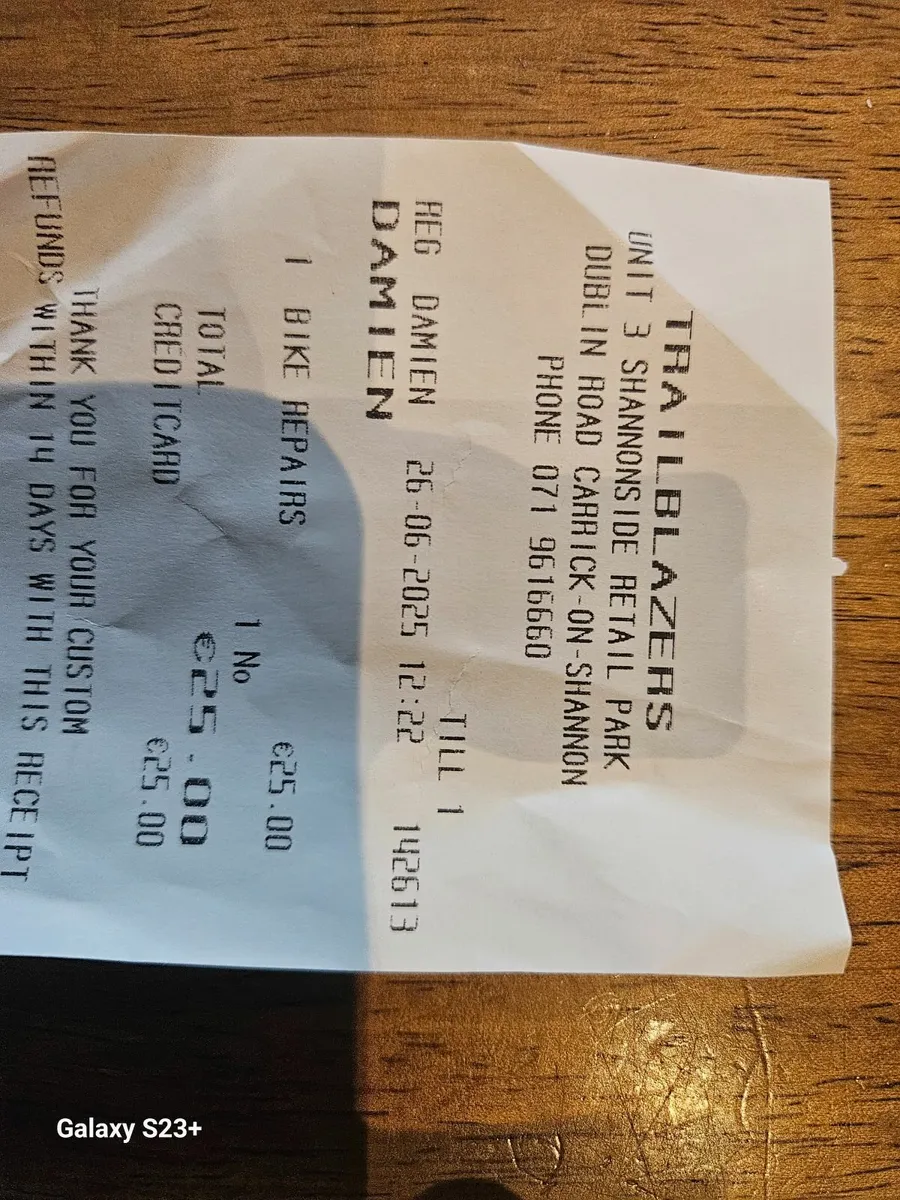 TRAILBLAZERS
UNIT 3 SHANNONSIDE RETAIL PARK
DUBLIN ROAD CARRICK-ON-SHANNON
PHONE 071 9616660
TILL 1
REG DAMIEN 26-06-2025 12:22 142613
DAMIEN
1 BIKE REPAIRS €25.00
1 No
TOTAL €25.00
CREDITCARD €25.00
THANK YOU FOR YOUR CUSTOM
REFUNDS WITHIN 14 DAYS WITH THIS RECEIPT
Galaxy S23+